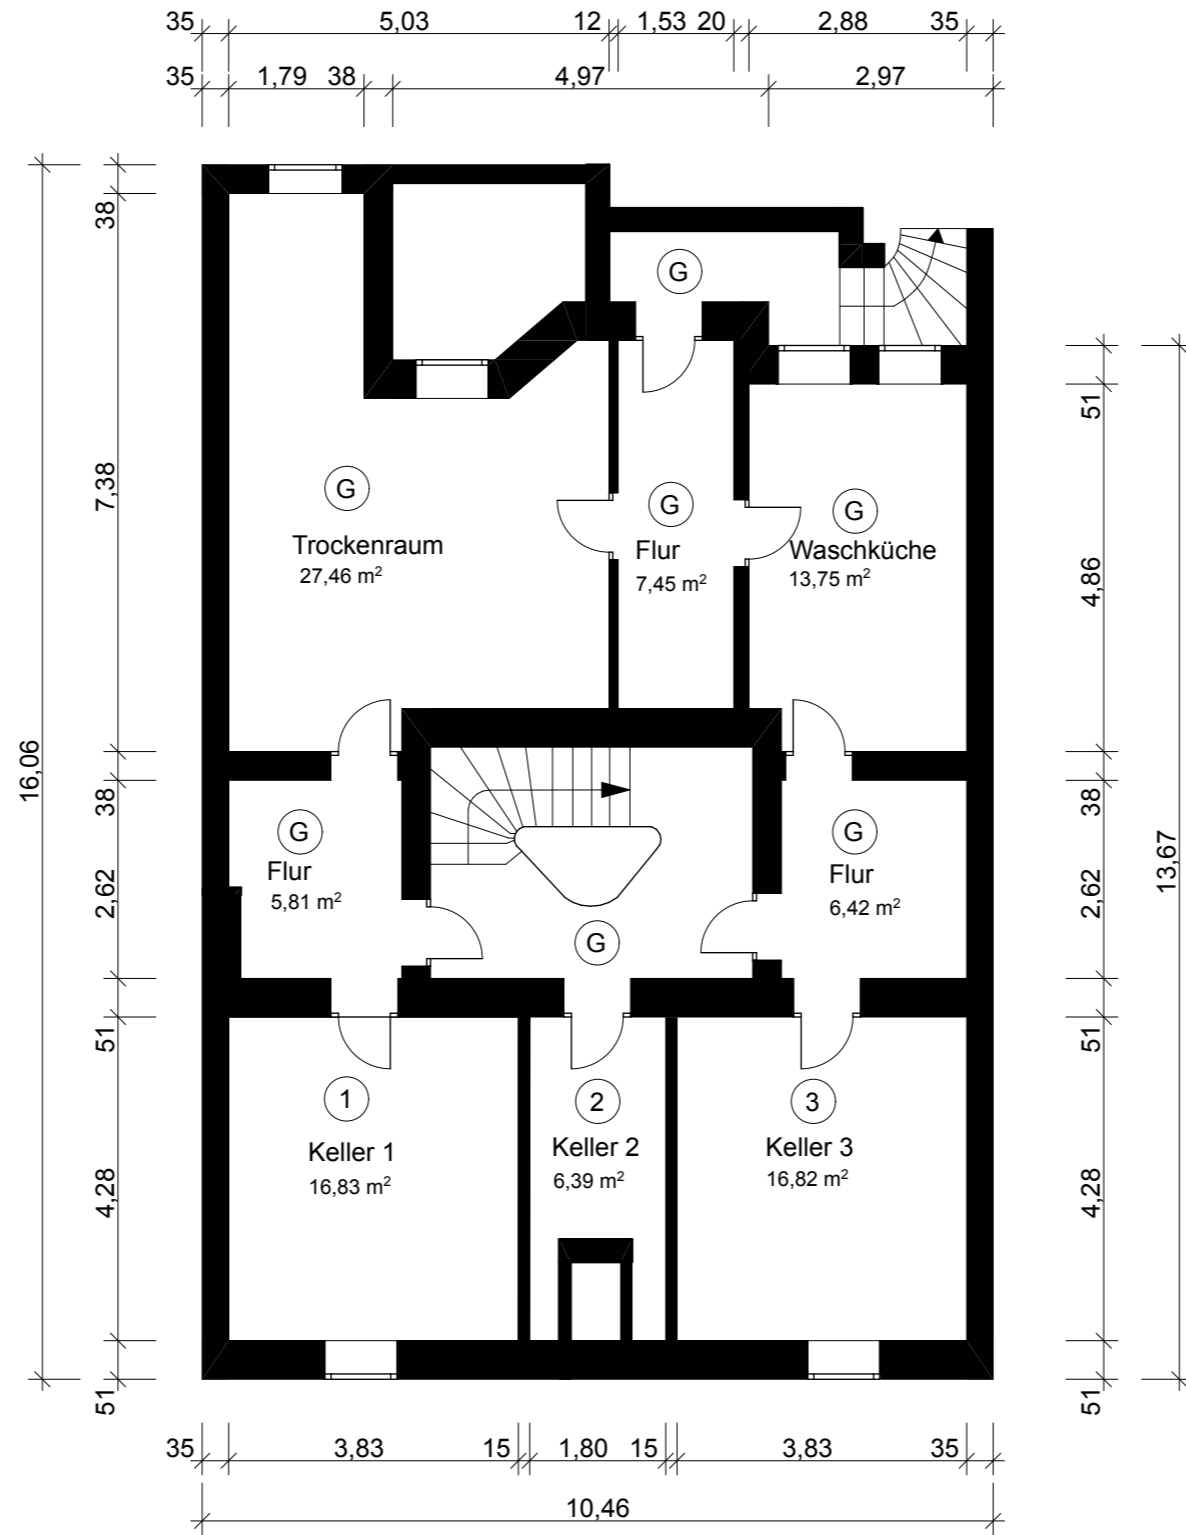 35 5,03 12 1,53 20 2,88 35
35 1,79 38 4,97 2,97
G
38
51
7,38
G
G
G
Trockenraum
27,46 m²
Flur
7,45 m²
Waschküche
13,75 m²
4,86
16,06
38
38
13,67
G
G
Flur
5,81 m²
Flur
6,42 m²
2,62
2,62
G
51
51
1
2
3
Keller 1
16,83 m²
Keller 2
6,39 m²
Keller 3
16,82 m²
4,28
4,28
51
51
35 3,83 15 1,80 15 3,83 35
10,46